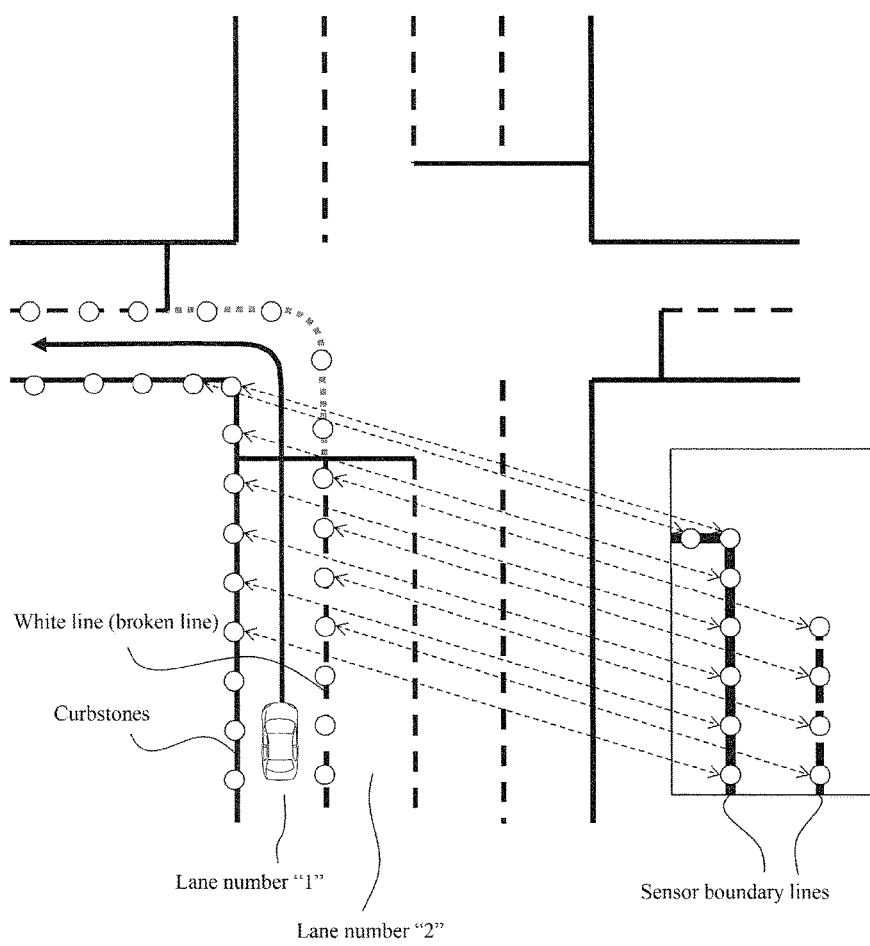 White line (broken line)
Curbstones
Lane number “1”
Sensor boundary lines
Lane number “2”